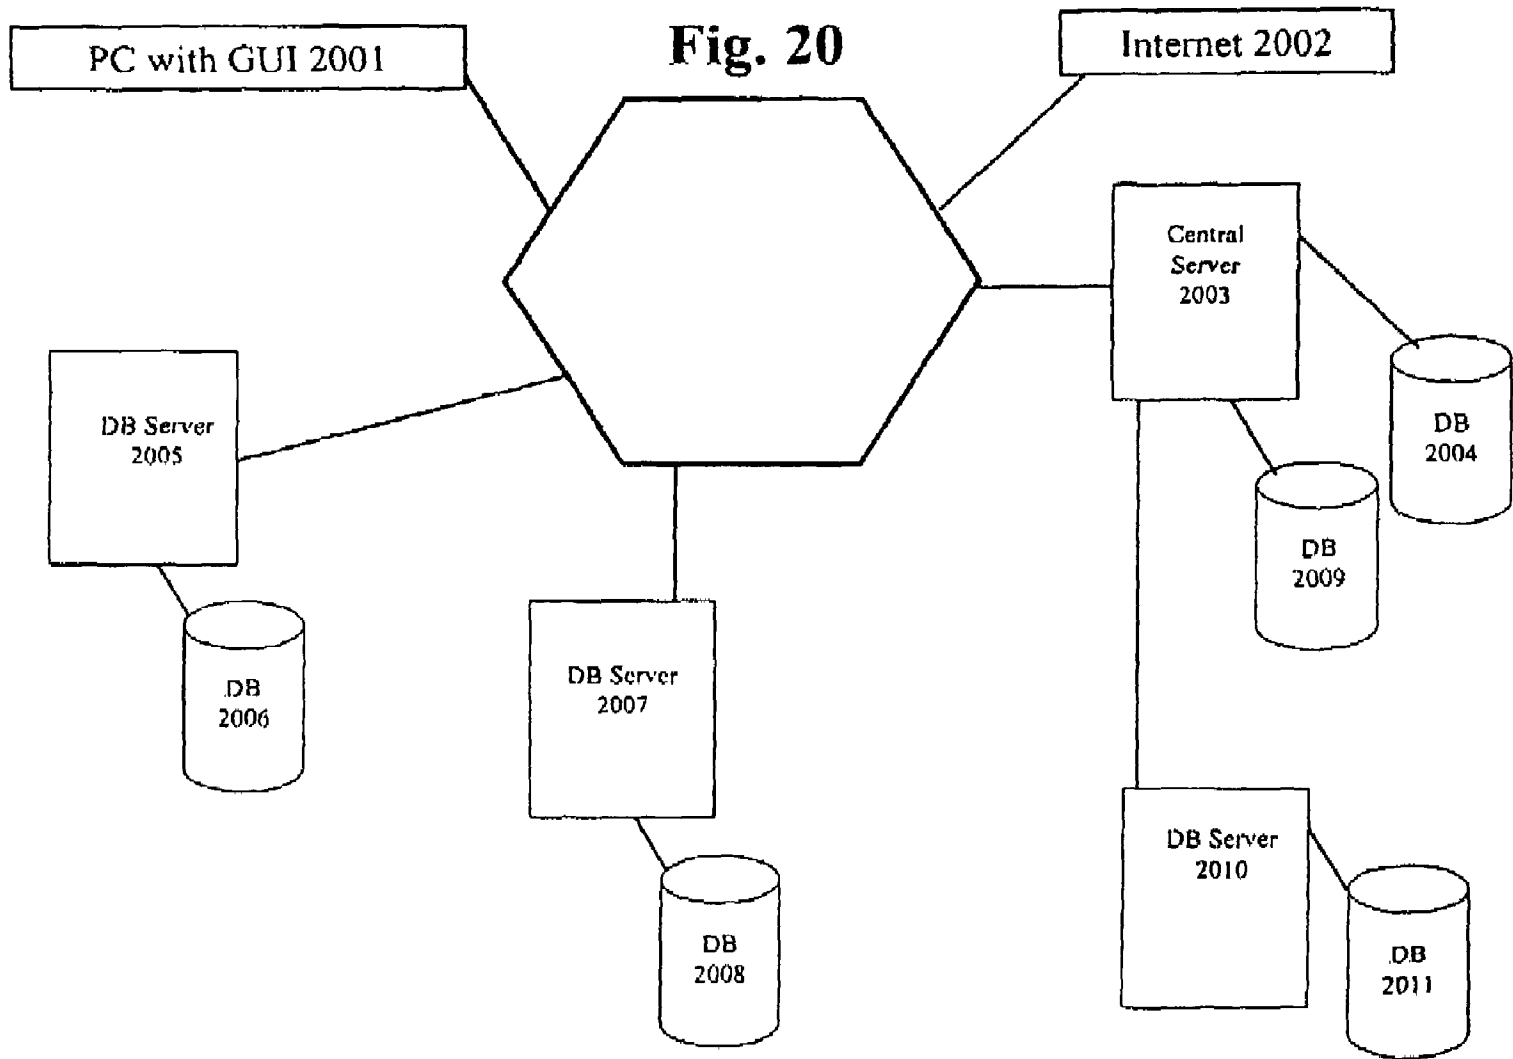 PC with GUI 2001
Fig. 20
Internet 2002
Central
Server
2003
DB
2004
DB Server
2005
DB
2009
DB
2006
DB Server
2007
DB Server
2010
DB
2008
DB
2011